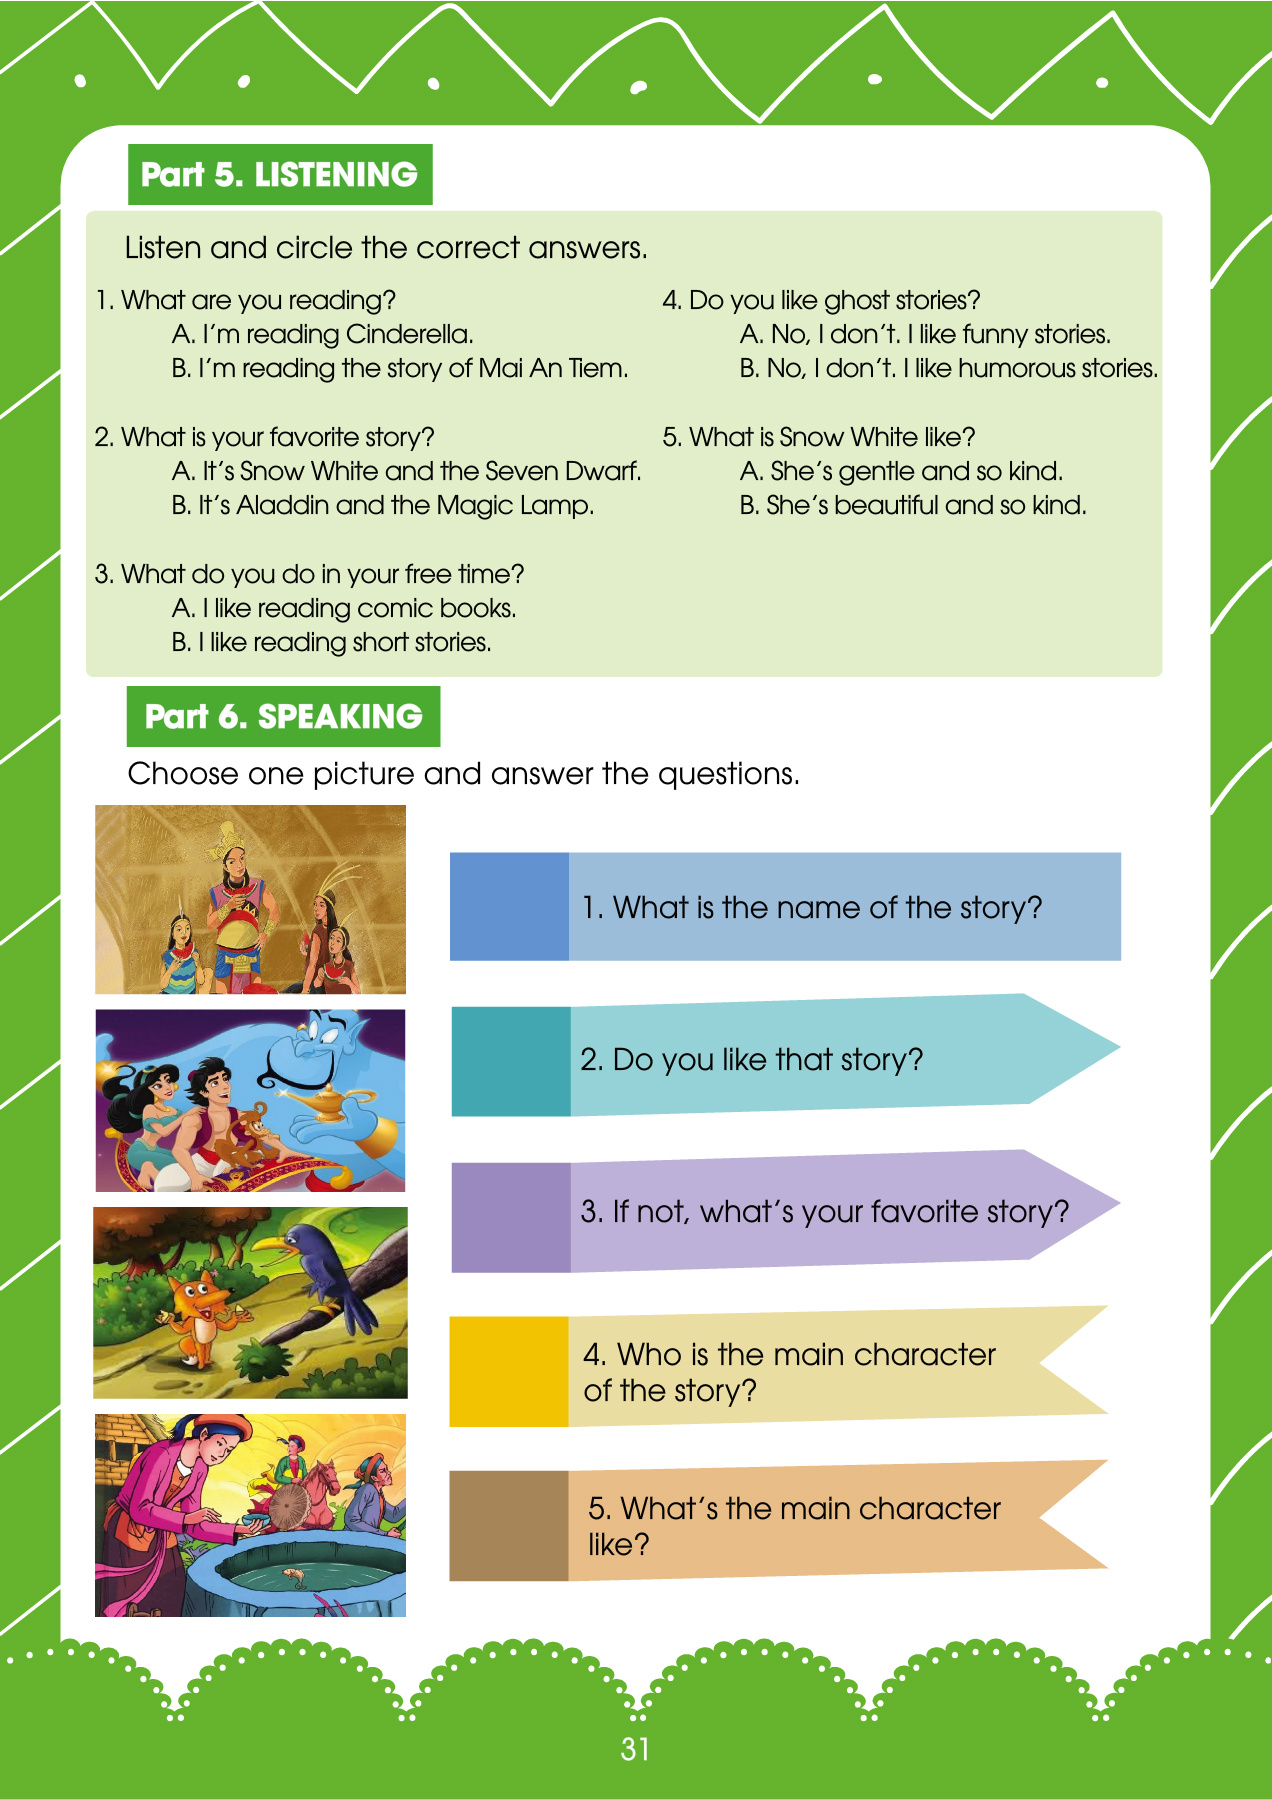 Part 5. LISTENING
Listen and circle the correct answers.
1. What are you reading?
A. I'm reading Cinderella.
B. I'm reading the story of Mai An Tiem.
2. What is your favorite story?
A. It's Snow White and the Seven Dwarf.
B. It's Aladdin and the Magic Lamp.
3. What do you do in your free time?
A. I like reading comic books.
B. I like reading short stories.
4. Do you like ghost stories?
A. No, I don't. I like funny stories.
B. No, I don't. I like humorous stories.
5. What is Snow White like?
A. She's gentle and so kind.
B. She's beautiful and so kind.
Part 6. SPEAKING
Choose one picture and answer the questions.
1. What is the name of the story?
2. Do you like that story?
3. If not, what's your favorite story?
4. Who is the main character
of the story?
5. What's the main character
like?
31